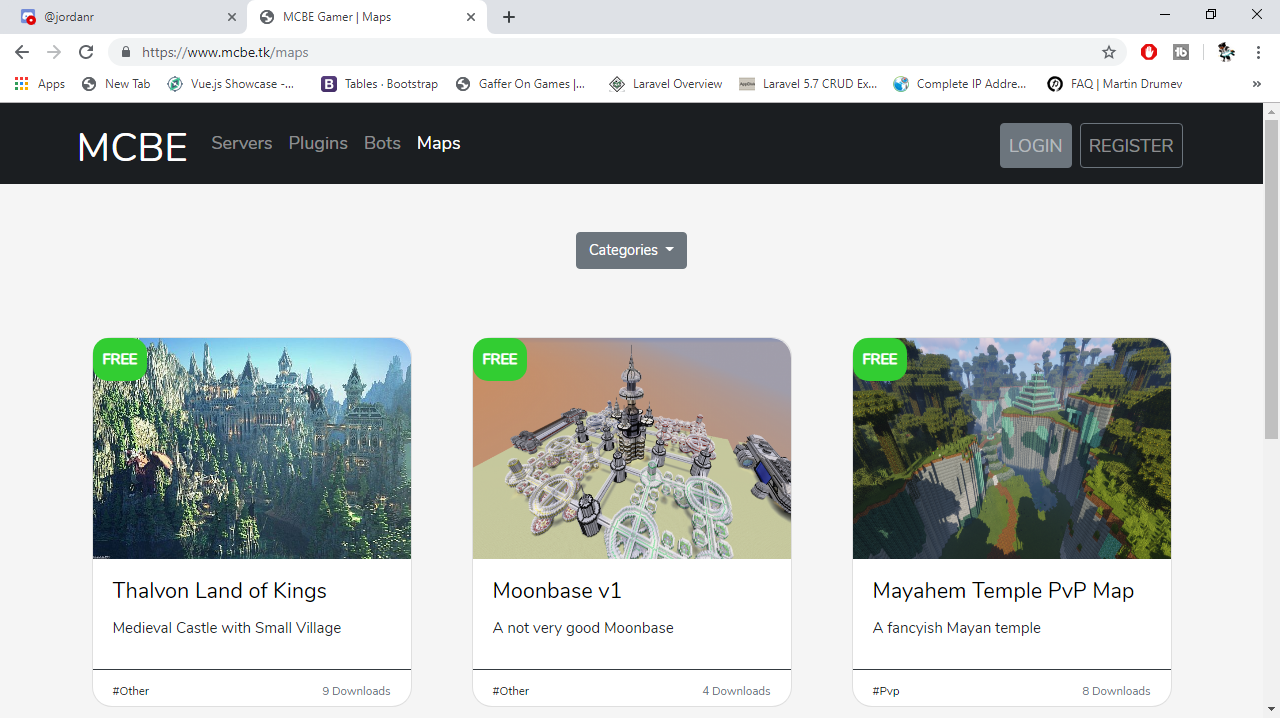 @jordanr
MCBE Gamer | Maps
https://www.mcbe.tk/maps
Apps New Tab Vue.js Showcase -... Tables · Bootstrap Gaffer On Games |... Laravel Overview Laravel 5.7 CRUD Ex... Complete IP Addre... FAQ | Martin Drumev »
MCBE Servers Plugins Bots Maps LOGIN REGISTER
Categories
FREE
Thalvon Land of Kings
Medieval Castle with Small Village
#Other 9 Downloads
FREE
Moonbase v1
A not very good Moonbase
#Other 4 Downloads
FREE
Mayahem Temple PvP Map
A fancyish Mayan temple
#Pvp 8 Downloads